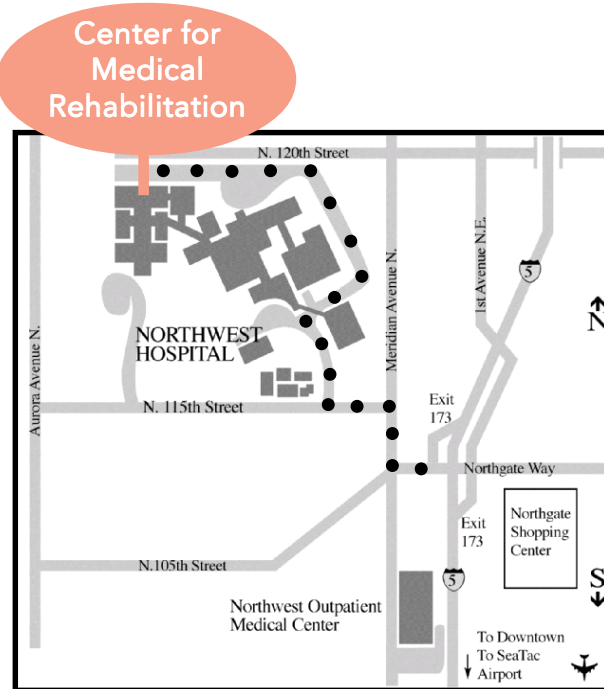 Center for
Medical
Rehabilitation
N. 120th Street
Aurora Avenue N.
Meridian Avenue N.
1st Avenue N.E.
5
N
NORTHWEST
HOSPITAL
N. 115th Street
Exit
173
Northgate Way
Northgate
Shopping
Center
Exit
173
N.105th Street
5
S
Northwest Outpatient
Medical Center
To Downtown
To SeaTac
Airport